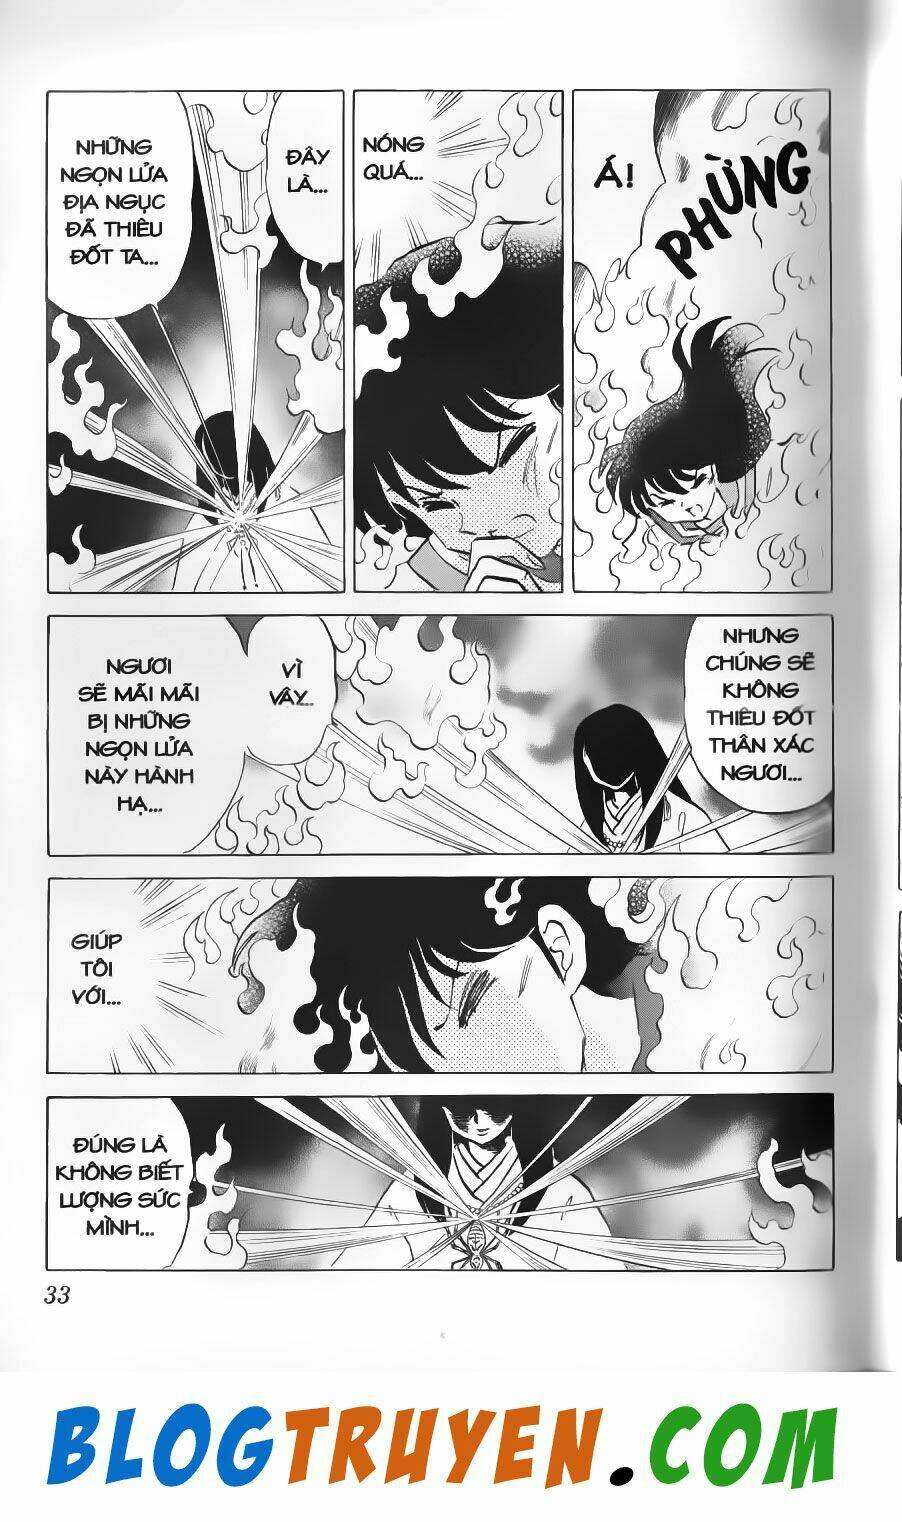 Á!
PHỪNG
NÓNG
QUÁ...
ĐÂY
LÀ...
NHỮNG
NGỌN LỬA
ĐỊA NGỤC
ĐÃ THIÊU
ĐỐT TA...
NHƯNG
CHÚNG SẼ
KHÔNG
THIÊU ĐỐT
THÂN XÁC
NGƯƠI...
VÌ
VẬY...
NGƯƠI
SẼ MÃI MÃI
BỊ NHỮNG
NGỌN LỬA
NÀY HÀNH
HẠ...
GIÚP
TÔI
VỚI...
ĐÚNG LÀ
KHÔNG BIẾT
LƯỢNG SỨC
MÌNH...
33
BLOGTRUYEN.COM